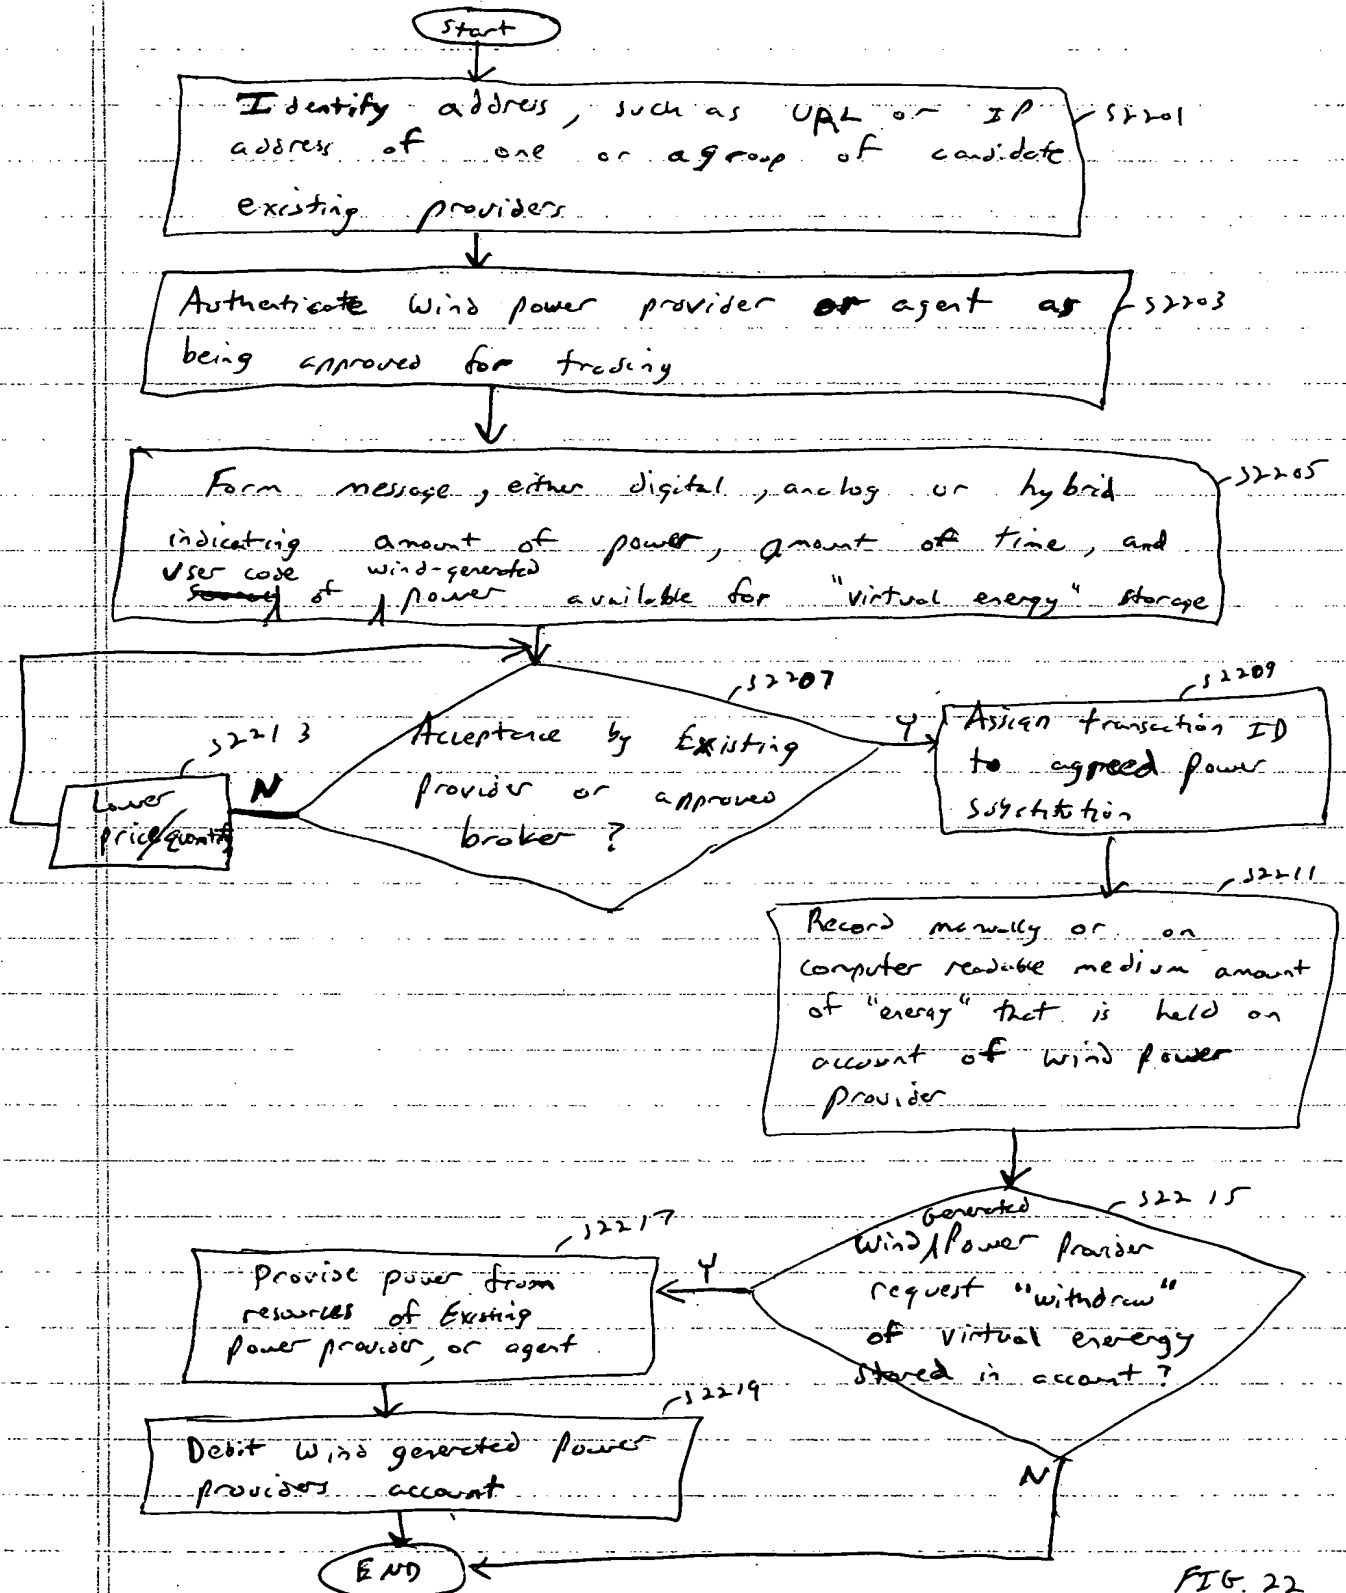 Start
Identify address, such as URL or IP
address of one or a group of candidate
existing providers
S2201
Authenticate wind power provider or agent as
being approved for trading
S2203
Form message, either digital, analog or hybrid
indicating amount of power, amount of time, and
user code wind-generated
of power available for "virtual energy" storage
S2205
S2207
Acceptance by Existing
provider or approved
broker ?
Y
N
S2209
Assign transaction ID
to agreed power
substitution
S2213
Lower
price/quantity
S2211
Record manually or on
computer readable medium amount
of "energy" that is held on
account of wind power
provider
S2215
generated
Wind Power Provider
request "withdraw"
of virtual enerergy
stored in account ?
Y
N
S2217
Provide power from
resources of Existing
power provider, or agent
S2219
Debit wind generated power
providers account
END
FIG. 22